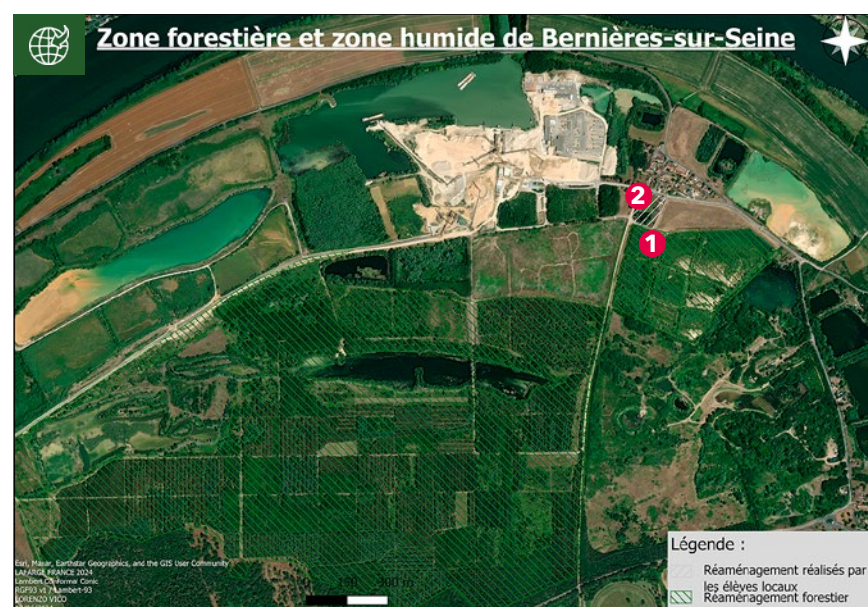 Zone forestière et zone humide de Bernières-sur-Seine
2
1
Esri, Maxar, Earthstar Geographics, and the GIS User Community
LAFARGE FRANCE 2024
Lambert Conformal Conic
RGF93 v1 / Lambert-93
LORENZO VICO
0 150 300 m
Légende :
Réaménagement réalisés par
les élèves locaux
Réaménagement forestier